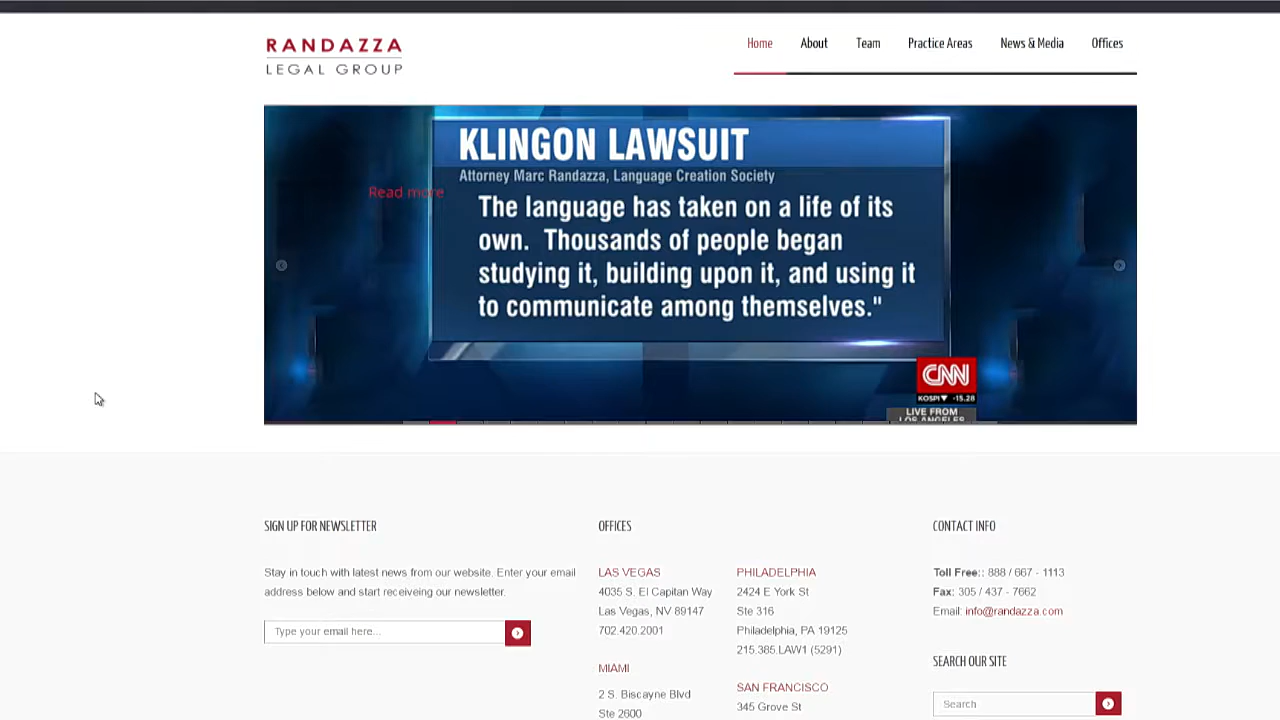 RANDAZZA
LEGAL GROUP
Home About Team Practice Areas News & Media Offices
KLINGON LAWSUIT
Attorney Marc Randazza, Language Creation Society
Read more
The language has taken on a life of its
own. Thousands of people began
studying it, building upon it, and using it
to communicate among themselves."
CNN
KOSPI▼ -15.28
LIVE FROM
LOS ANGELES
SIGN UP FOR NEWSLETTER
Stay in touch with latest news from our website. Enter your email
address below and start receiveing our newsletter.
Type your email here...
OFFICES
LAS VEGAS
4035 S. El Capitan Way
Las Vegas, NV 89147
702.420.2001
MIAMI
2 S. Biscayne Blvd
Ste 2600
PHILADELPHIA
2424 E York St
Ste 316
Philadelphia, PA 19125
215.385.LAW1 (5291)
SAN FRANCISCO
345 Grove St
CONTACT INFO
Toll Free:: 888 / 667 - 1113
Fax: 305 / 437 - 7662
Email: info@randazza.com
SEARCH OUR SITE
Search